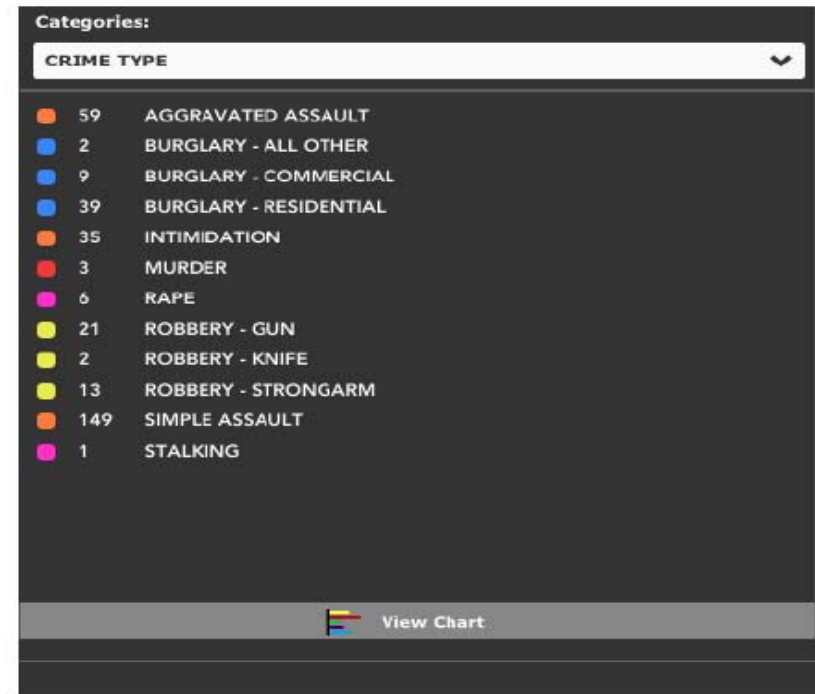 Categories:
CRIME TYPE
59 AGGRAVATED ASSAULT
2 BURGLARY - ALL OTHER
9 BURGLARY - COMMERCIAL
39 BURGLARY - RESIDENTIAL
35 INTIMIDATION
3 MURDER
6 RAPE
21 ROBBERY - GUN
2 ROBBERY - KNIFE
13 ROBBERY - STRONGARM
149 SIMPLE ASSAULT
1 STALKING
View Chart